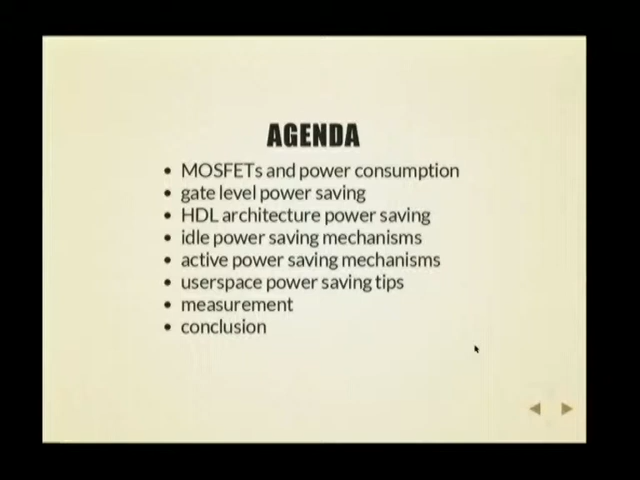 AGENDA
• MOSFETs and power consumption
• gate level power saving
• HDL architecture power saving
• idle power saving mechanisms
• active power saving mechanisms
• userspace power saving tips
• measurement
• conclusion